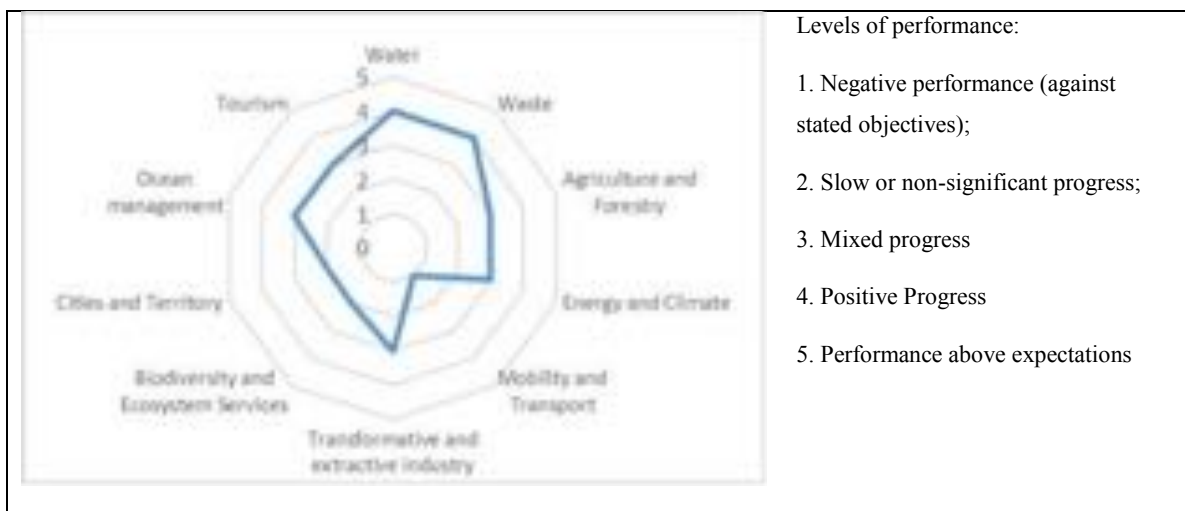 Water
5
Tourism
Waste
4
3
Ocean
management
Agriculture and
Forestry
2
1
0
Cities and Territory
Energy and Climate
Biodiversity and
Ecosystem Services
Mobility and
Transport
Transformative and
extractive industry
Levels of performance:
1. Negative performance (against
stated objectives);
2. Slow or non-significant progress;
3. Mixed progress
4. Positive Progress
5. Performance above expectations